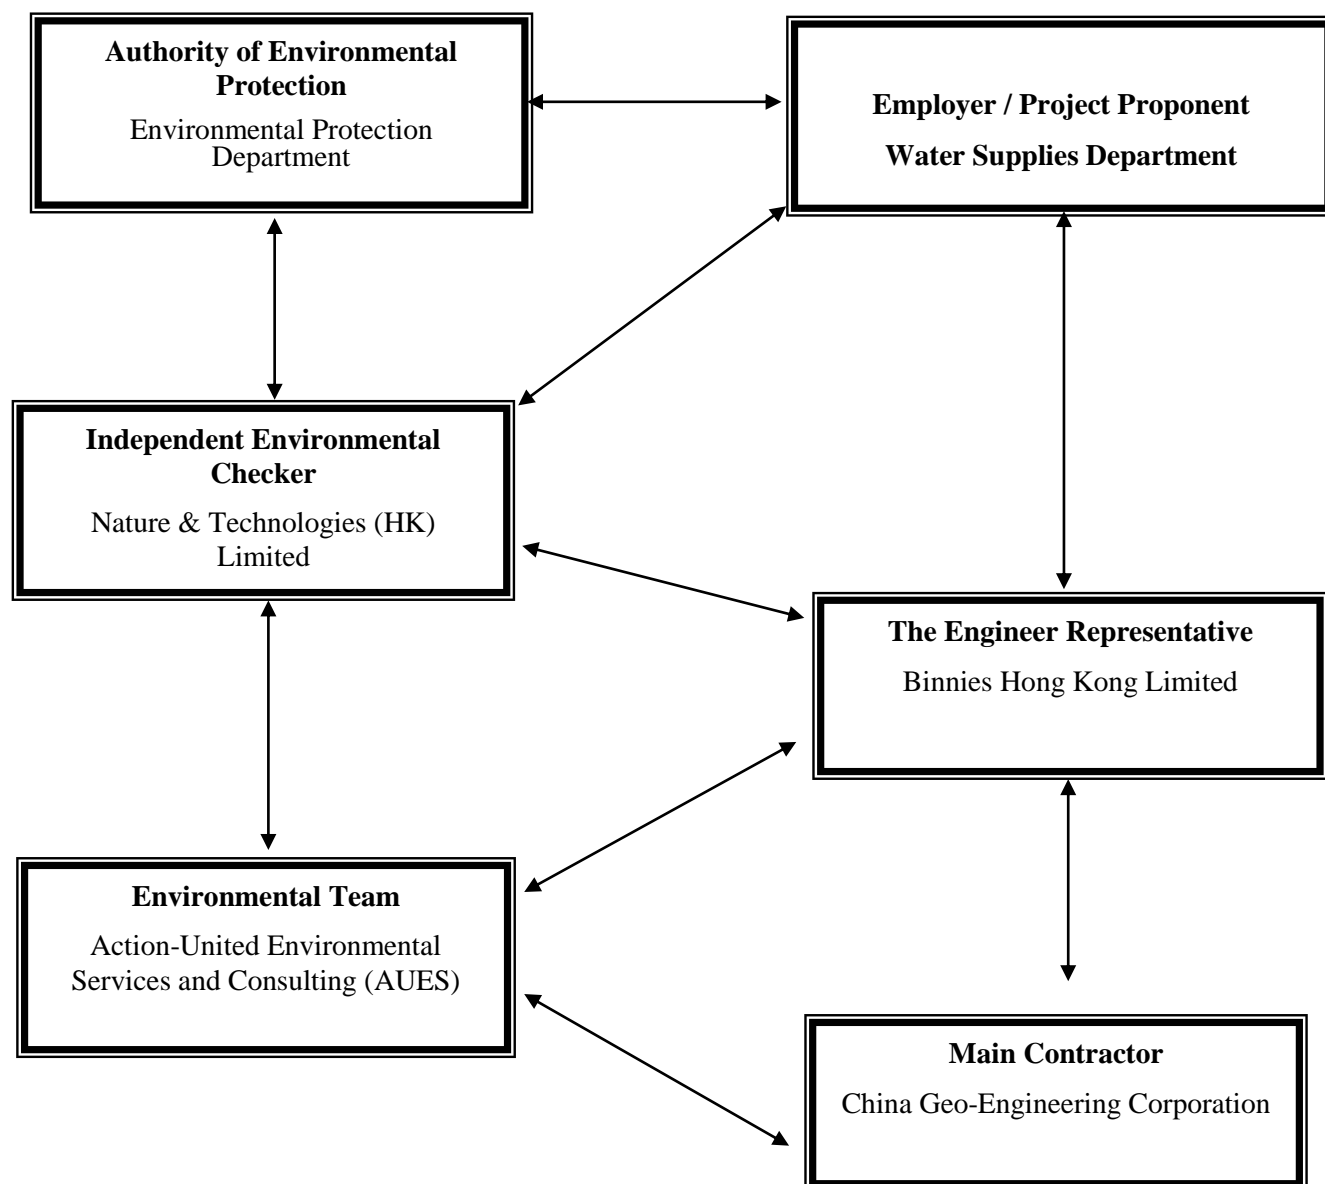 Authority of Environmental
Protection
Environmental Protection
Department
Employer / Project Proponent
Water Supplies Department
Independent Environmental
Checker
Nature & Technologies (HK)
Limited
The Engineer Representative
Binnies Hong Kong Limited
Environmental Team
Action-United Environmental
Services and Consulting (AUES)
Main Contractor
China Geo-Engineering Corporation